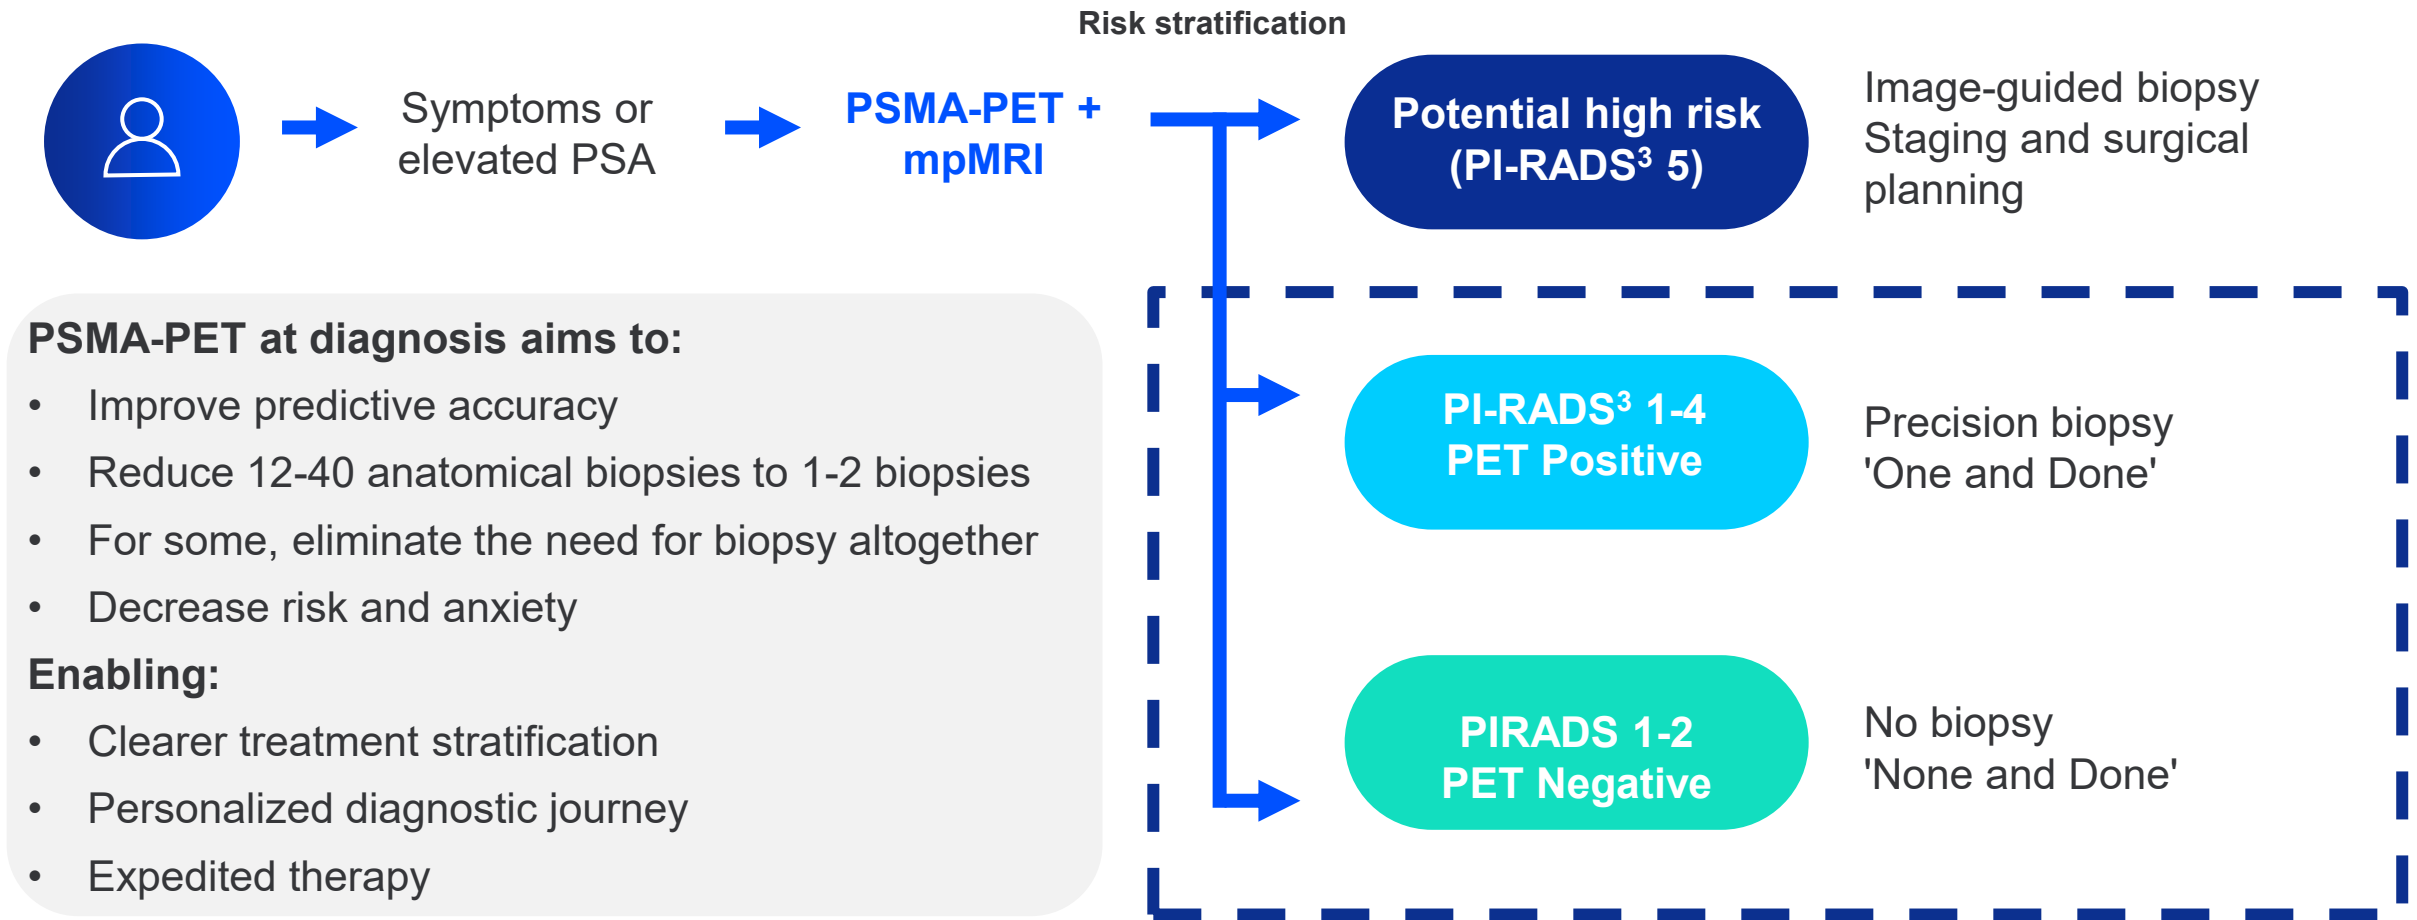 Risk stratification
Symptoms or
elevated PSA
PSMA-PET +
mpMRI
Potential high risk
(PI-RADS³ 5)
Image-guided biopsy
Staging and surgical
planning
PSMA-PET at diagnosis aims to:
• Improve predictive accuracy
• Reduce 12-40 anatomical biopsies to 1-2 biopsies
• For some, eliminate the need for biopsy altogether
• Decrease risk and anxiety
Enabling:
• Clearer treatment stratification
• Personalized diagnostic journey
• Expedited therapy
PI-RADS³ 1-4
PET Positive
Precision biopsy
'One and Done'
PIRADS 1-2
PET Negative
No biopsy
'None and Done'